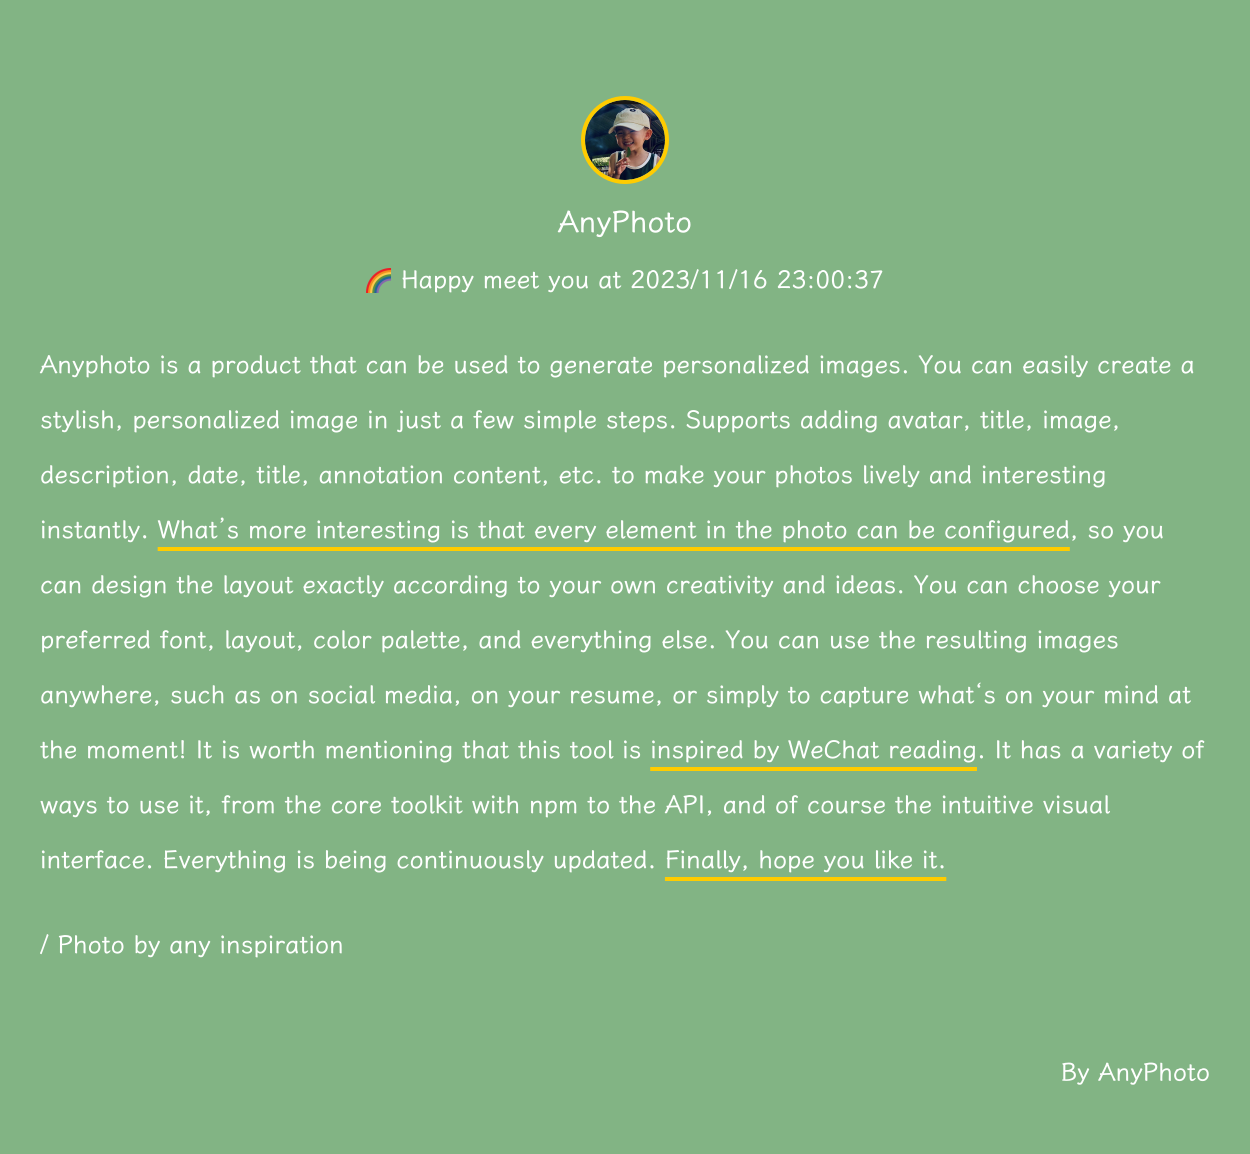 AnyPhoto
🌈 Happy meet you at 2023/11/16 23:00:37
Anyphoto is a product that can be used to generate personalized images. You can easily create a
stylish, personalized image in just a few simple steps. Supports adding avatar, title, image,
description, date, title, annotation content, etc. to make your photos lively and interesting
instantly. What’s more interesting is that every element in the photo can be configured, so you
can design the layout exactly according to your own creativity and ideas. You can choose your
preferred font, layout, color palette, and everything else. You can use the resulting images
anywhere, such as on social media, on your resume, or simply to capture what‘s on your mind at
the moment! It is worth mentioning that this tool is inspired by WeChat reading. It has a variety of
ways to use it, from the core toolkit with npm to the API, and of course the intuitive visual
interface. Everything is being continuously updated. Finally, hope you like it.
/ Photo by any inspiration
By AnyPhoto